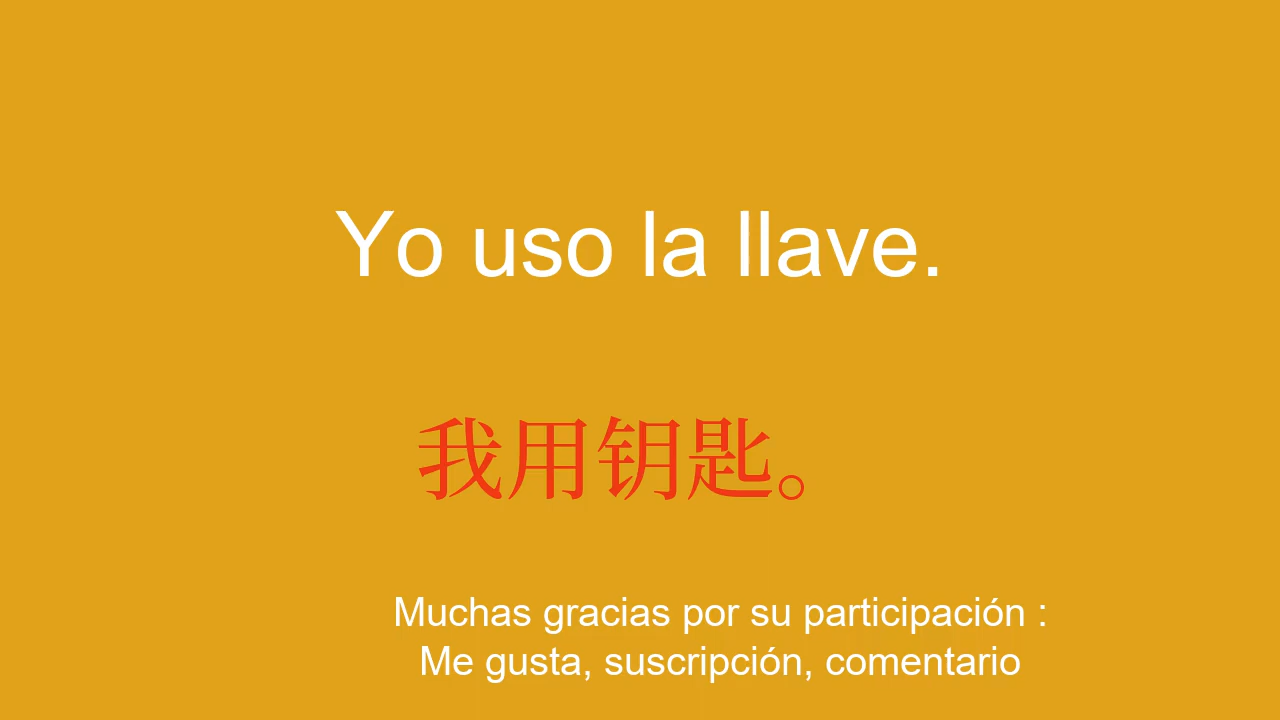 Yo uso la llave.
我用钥匙。
Muchas gracias por su participación :
Me gusta, suscripción, comentario